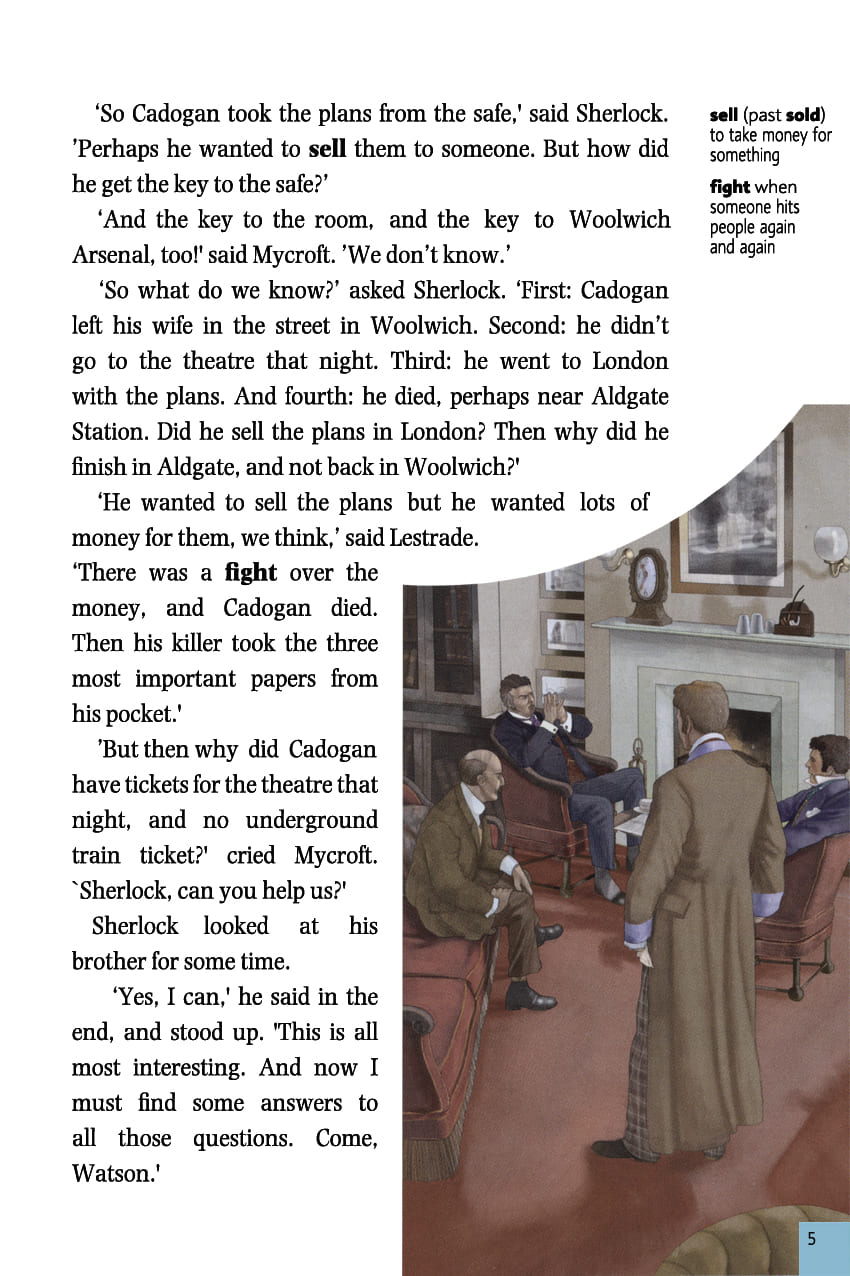 ‘So Cadogan took the plans from the safe,' said Sherlock.
’Perhaps he wanted to sell them to someone. But how did
he get the key to the safe?’
‘And the key to the room, and the key to Woolwich
Arsenal, too!' said Mycroft. ’We don’t know.’
‘So what do we know?’ asked Sherlock. ‘First: Cadogan
left his wife in the street in Woolwich. Second: he didn’t
go to the theatre that night. Third: he went to London
with the plans. And fourth: he died, perhaps near Aldgate
Station. Did he sell the plans in London? Then why did he
finish in Aldgate, and not back in Woolwich?'
‘He wanted to sell the plans but he wanted lots of
money for them, we think,’ said Lestrade.
‘There was a fight over the
money, and Cadogan died.
Then his killer took the three
most important papers from
his pocket.'
’But then why did Cadogan
have tickets for the theatre that
night, and no underground
train ticket?' cried Mycroft.
`Sherlock, can you help us?'
Sherlock looked at his
brother for some time.
‘Yes, I can,' he said in the
end, and stood up. 'This is all
most interesting. And now I
must find some answers to
all those questions. Come,
Watson.'
sell (past sold)
to take money for
something
fight when
someone hits
people again
and again
5